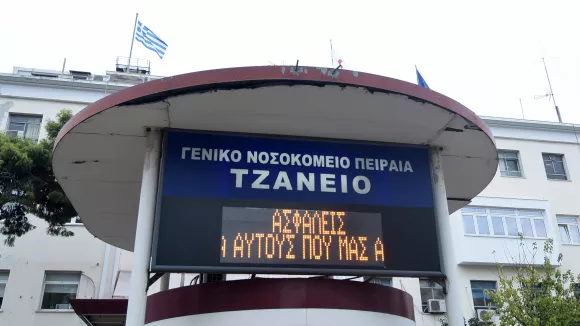 ΓΕΝΙΚΟ ΝΟΣΟΚΟΜΕΙΟ ΠΕΙΡΑΙΑ
ΤΖΑΝΕΙΟ
ΑΣΦΑΛΕΙΣ
ΑΥΤΟΥΣ ΠΟΥ ΜΑΣ Α